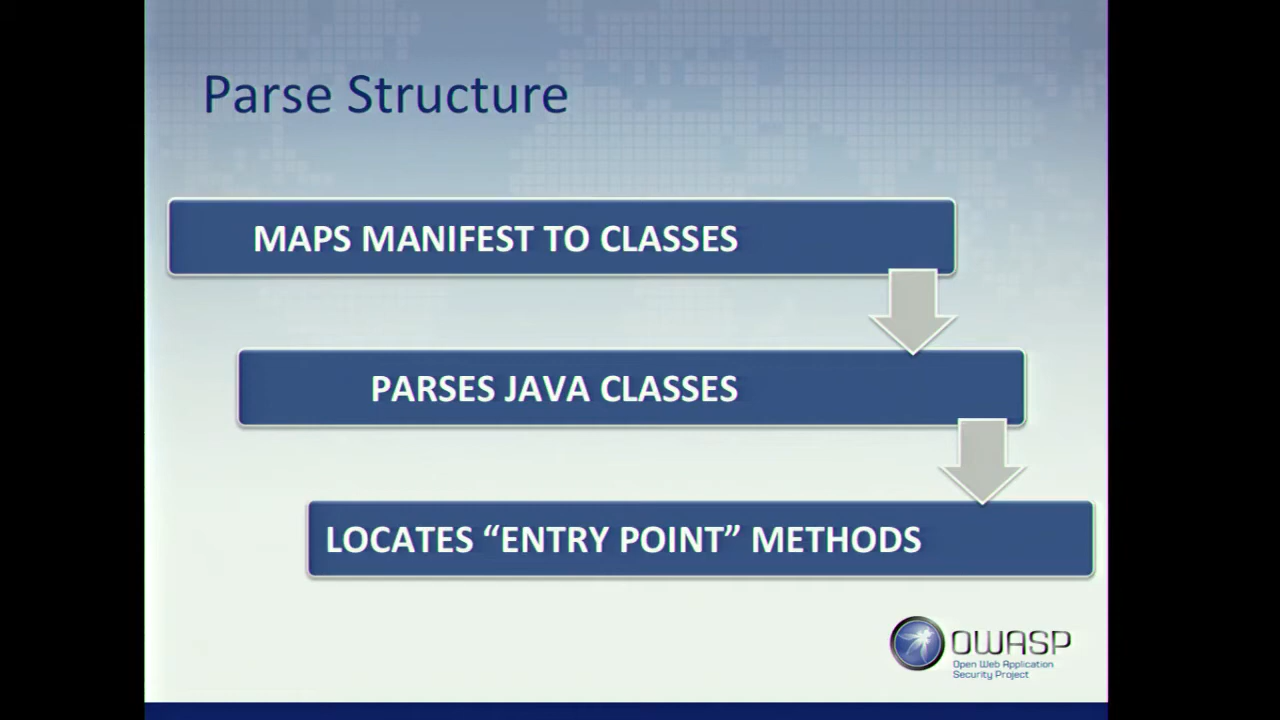 Parse Structure
MAPS MANIFEST TO CLASSES
PARSES JAVA CLASSES
LOCATES “ENTRY POINT” METHODS
OWASP
Open Web Application
Security Project